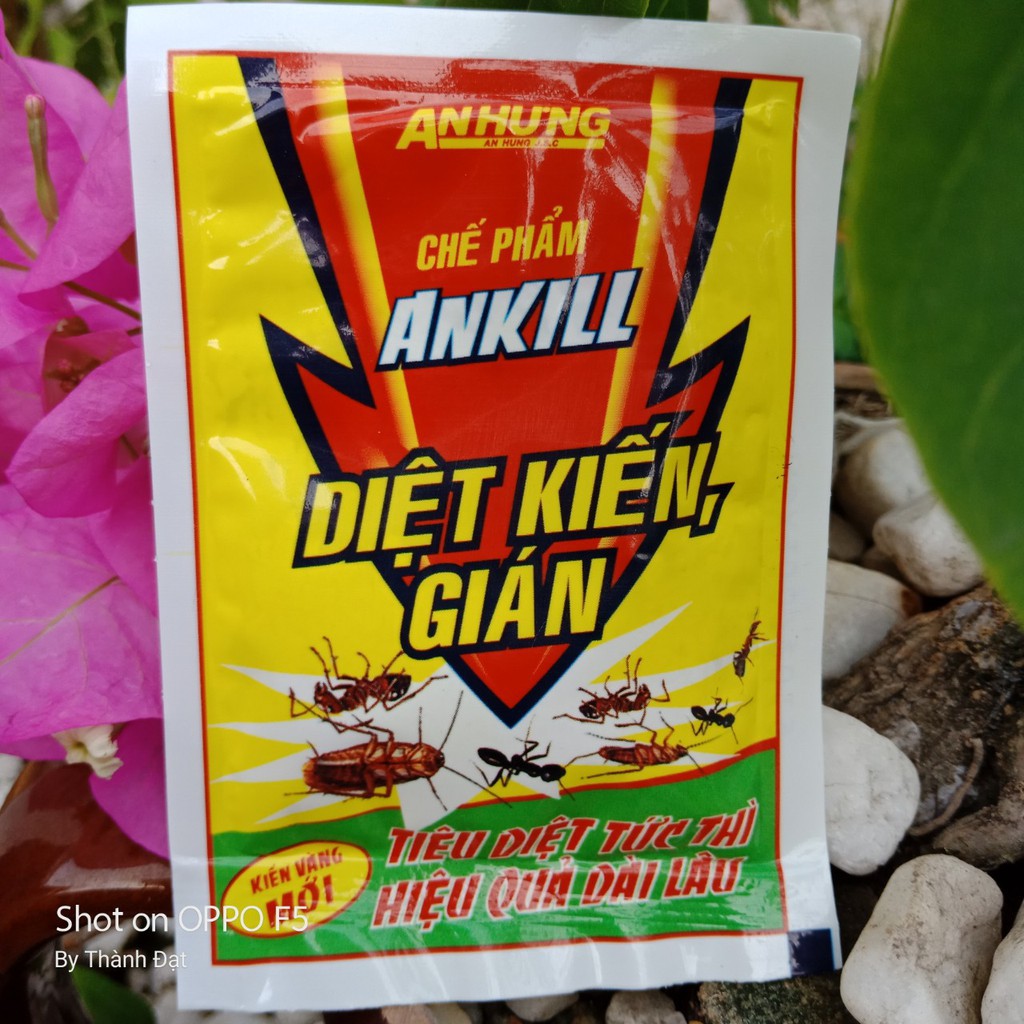 AN HƯNG
AN HUNG J.S.C
CHẾ PHẨM
ANKILL
DIỆT KIẾN,
GIÁN
TIÊU DIỆT TỨC THÌ
HIỆU QUẢ DÀI LÂU
KIẾN VÀNG
MỐI
Shot on OPPO F5
By Thành Đạt